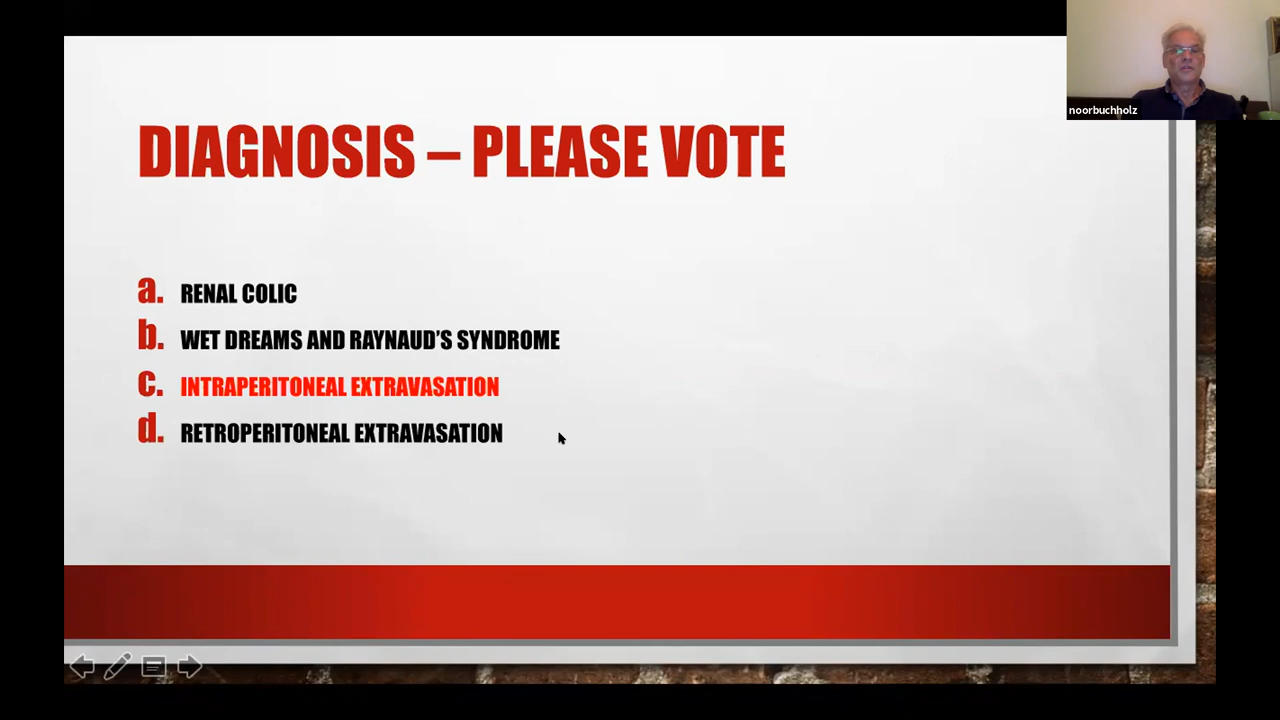 noorbuchholz
DIAGNOSIS – PLEASE VOTE
a. RENAL COLIC
b. WET DREAMS AND RAYNAUD'S SYNDROME
c. INTRAPERITONEAL EXTRAVASATION
d. RETROPERITONEAL EXTRAVASATION